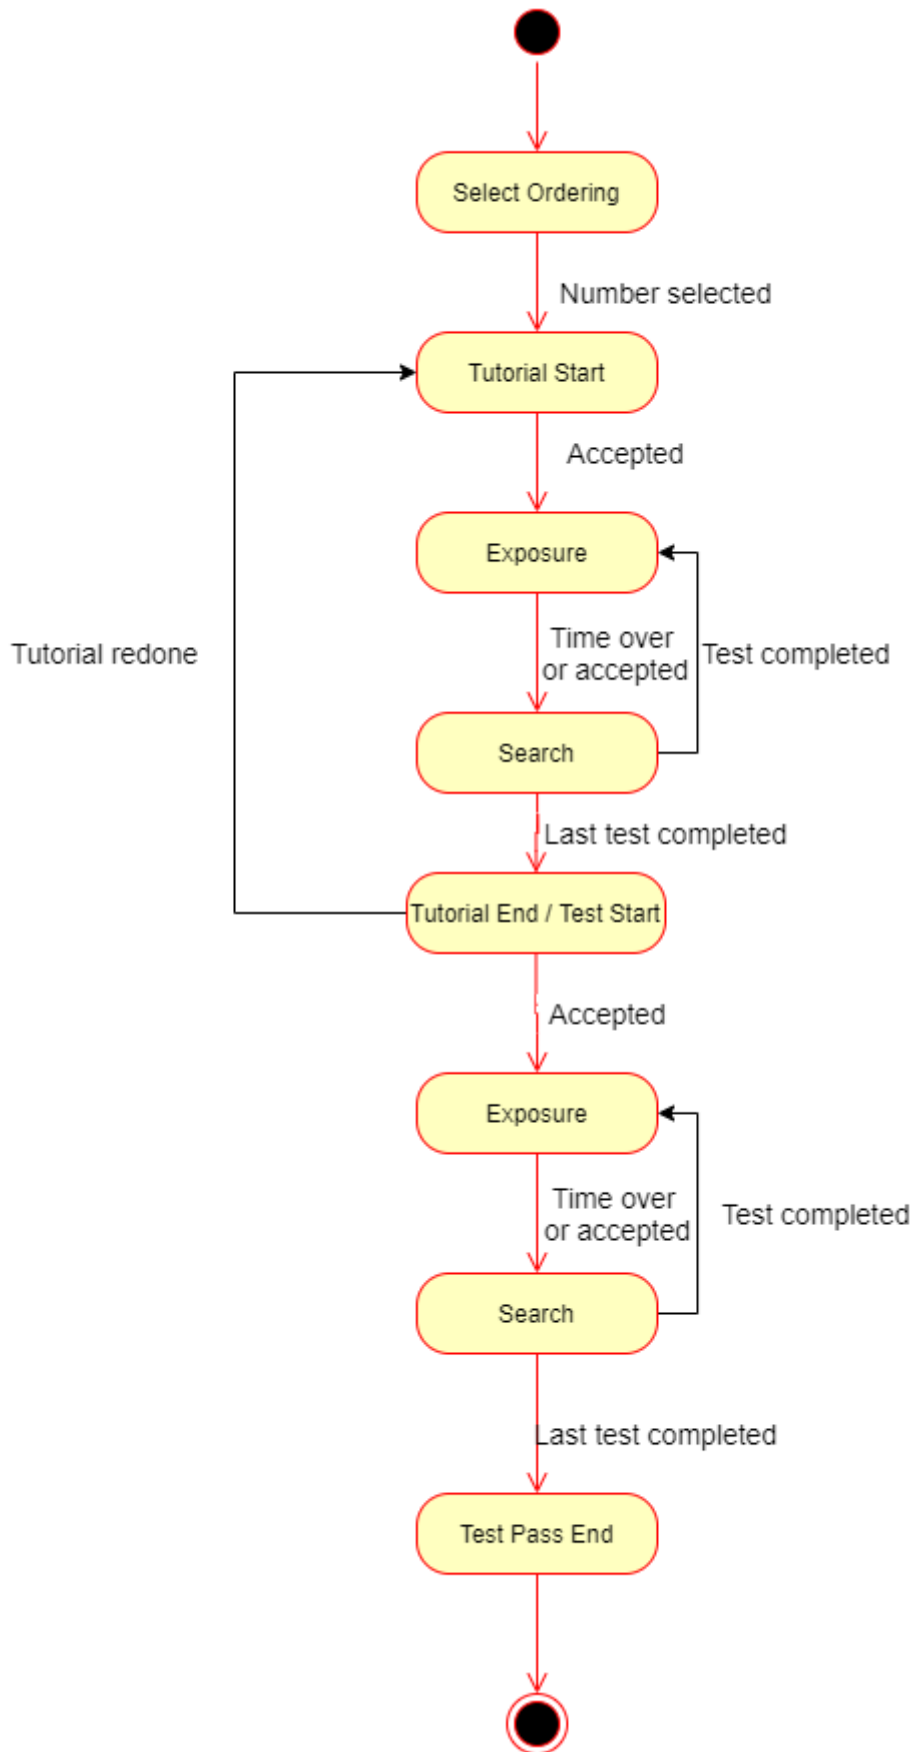 Select Ordering
Number selected
Tutorial Start
Accepted
Exposure
Time over
or accepted
Test completed
Tutorial redone
Search
Last test completed
Tutorial End / Test Start
Accepted
Exposure
Time over
or accepted
Test completed
Search
Last test completed
Test Pass End